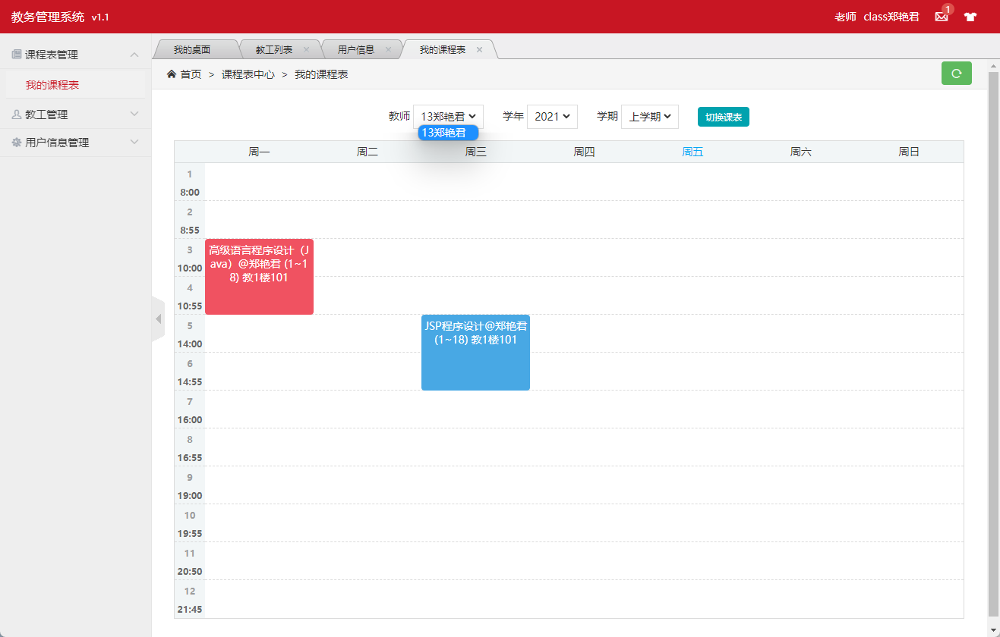 教务管理系统 v1.1
老师 class郑艳君 1
课程表管理
我的课程表
教工管理
用户信息管理
我的桌面 教工列表 用户信息 我的课程表
首页 > 课程表中心 > 我的课程表
教师 13郑艳君 学年 2021 学期 上学期 切换课表
13郑艳君
周一 周二 周三 周四 周五 周六 周日
1
8:00
2
8:55
3
10:00
4
10:55
5
14:00
6
14:55
7
16:00
8
16:55
9
19:00
10
19:55
11
20:50
12
21:45
高级语言程序设计（J
ava）@郑艳君 (1~1
8) 教1楼101
JSP程序设计@郑艳君
(1~18) 教1楼101